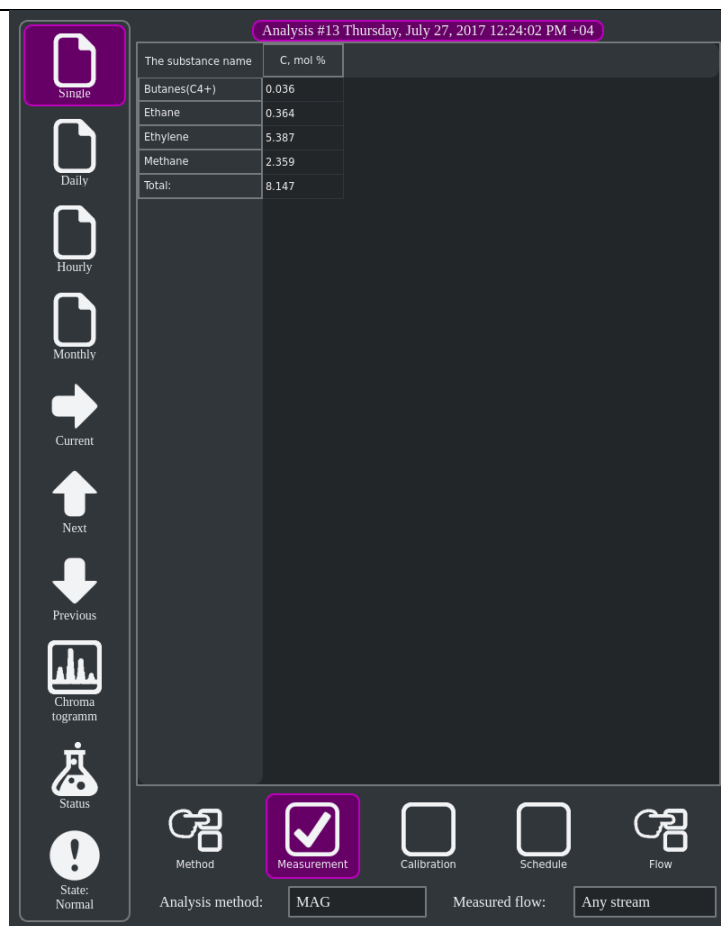 Analysis #13 Thursday, July 27, 2017 12:24:02 PM +04
Single
Daily
Hourly
Monthly
Current
Next
Previous
Chroma
togramm
Status
State:
Normal
The substance name C, mol %
Butanes(C4+) 0.036
Ethane 0.364
Ethylene 5.387
Methane 2.359
Total: 8.147
Method Measurement Calibration Schedule Flow
Analysis method: MAG Measured flow: Any stream